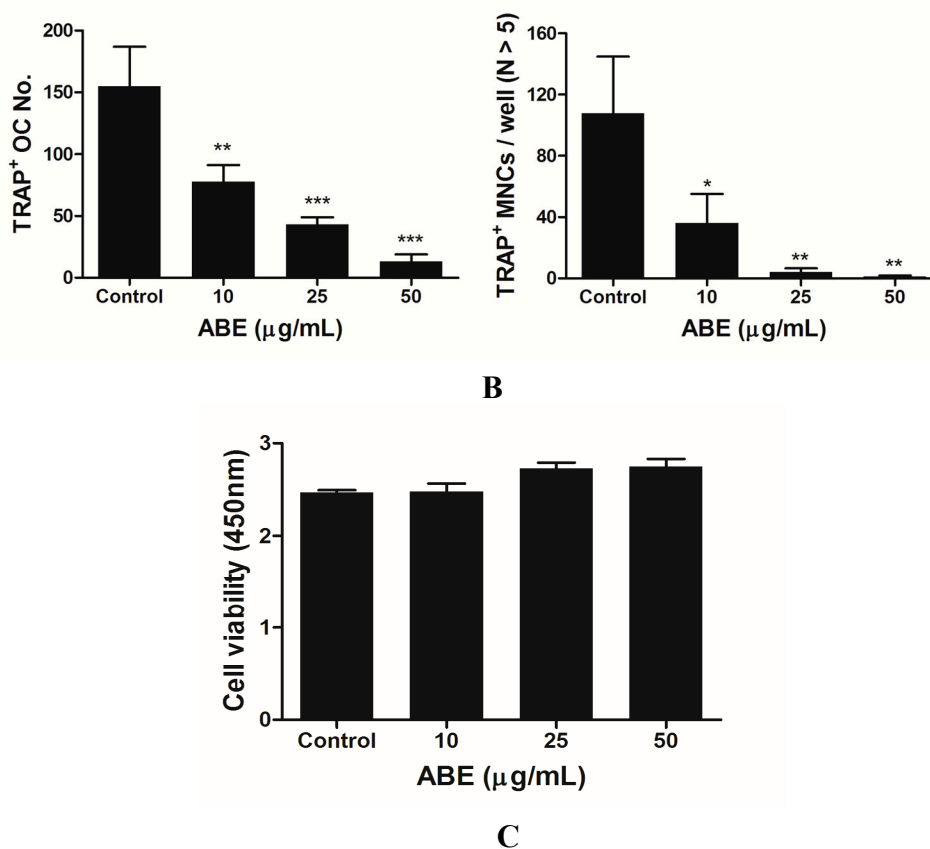 TRAP+ OC No.
200
150
100
50
0
**
***
***
Control 10 25 50
ABE (μg/mL)
TRAP+ MNCs / well (N > 5)
160
120
80
40
0
*
**
**
Control 10 25 50
ABE (μg/mL)
B
Cell viability (450nm)
3
2
1
0
Control 10 25 50
ABE (μg/mL)
C